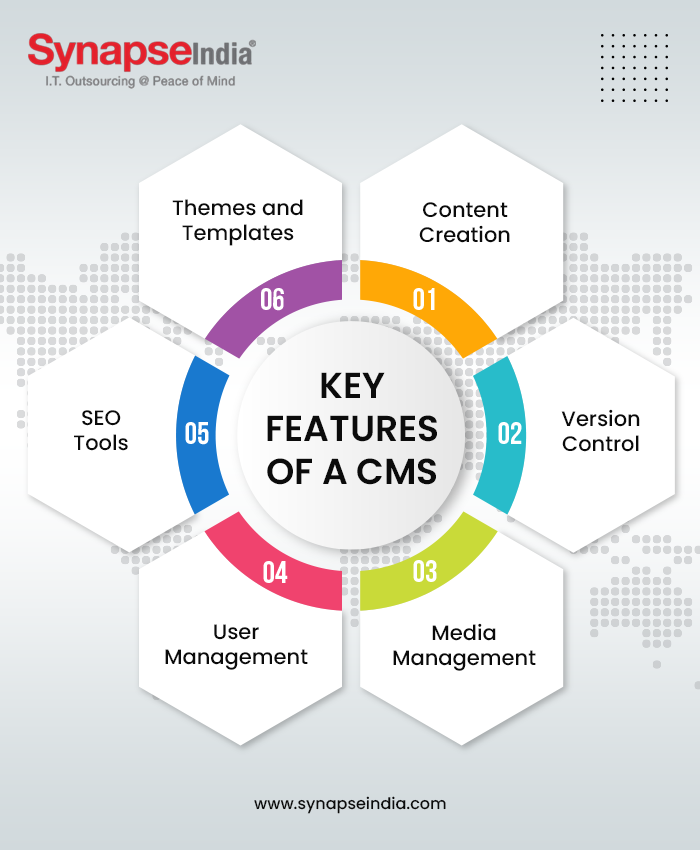 SynapseIndia®
I.T. Outsourcing @ Peace of Mind
KEY
FEATURES
OF A CMS
01
Content
Creation
02
Version
Control
03
Media
Management
04
User
Management
05
SEO
Tools
06
Themes and
Templates
www.synapseindia.com